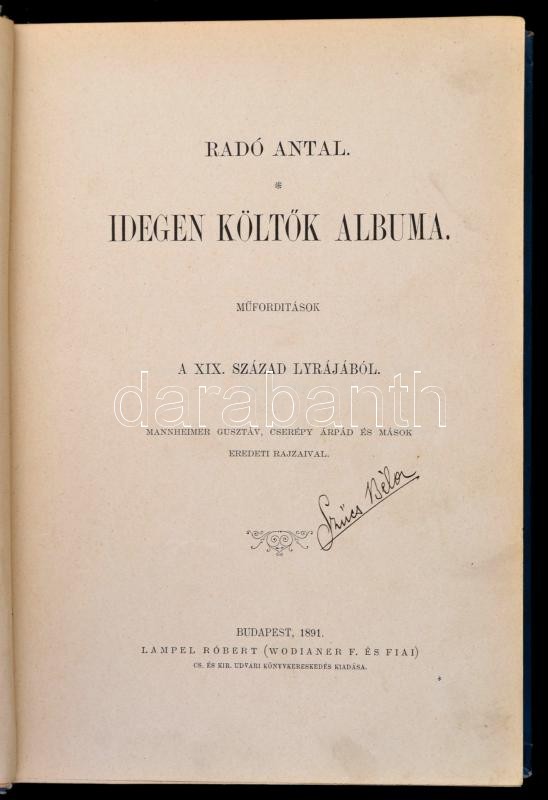 RADÓ ANTAL.
*
IDEGEN KÖLTŐK ALBUMA.
MŰFORDITÁSOK
A XIX. SZÁZAD LYRÁJÁBÓL.
darabanth
MANNHEIMER GUSZTÁV, CSERÉPY ÁRPÁD ÉS MÁSOK
EREDETI RAJZAIVAL.
Szűcs Béla
BUDAPEST, 1891.
LAMPEL RÓBERT (WODIANER F. ÉS FIAI)
CS. ÉS KIR. UDVARI KÖNYVKERESKEDÉS KIADÁSA.
*